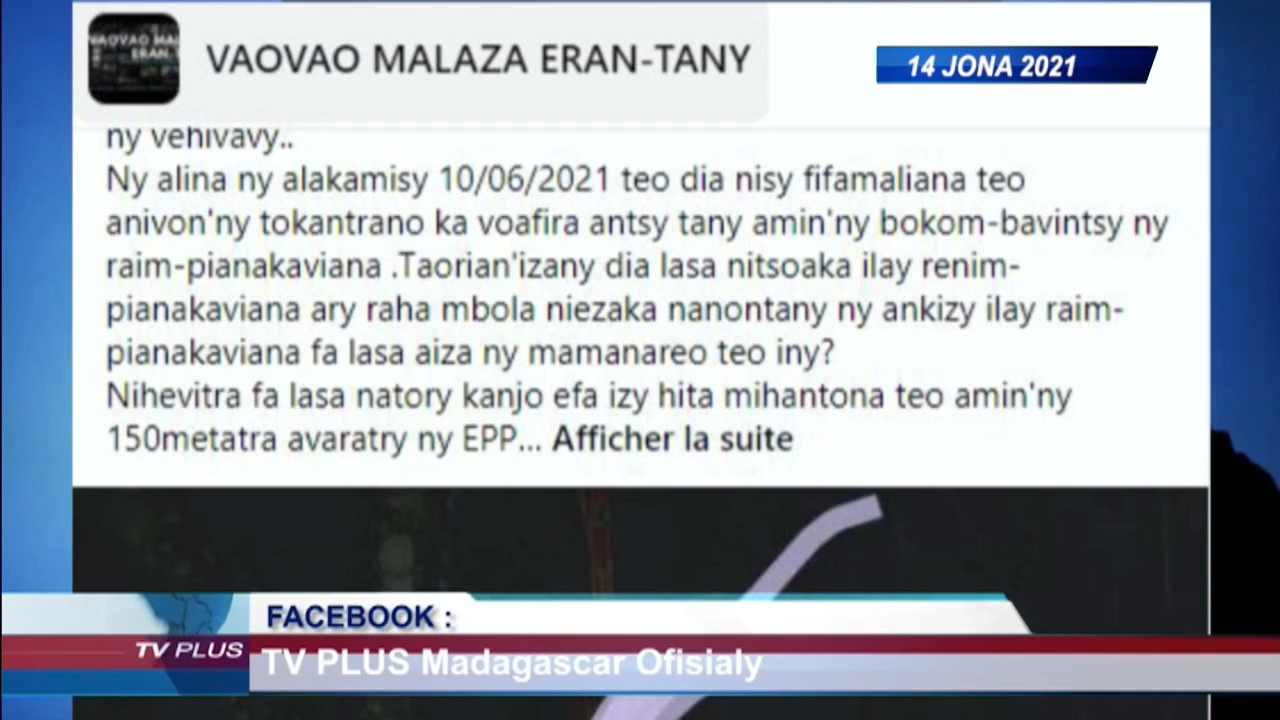 VAOVAO MALAZA ERAN-TANY
14 JONA 2021
ny vehivavy..
Ny alina ny alakamisy 10/06/2021 teo dia nisy fifamaliana teo
anivon'ny tokantrano ka voafira antsy tany amin'ny bokom-bavintsy ny
raim-pianakaviana .Taorian'izany dia lasa nitsoaka ilay renim-
pianakaviana ary raha mbola niezaka nanontany ny ankizy ilay raim-
pianakaviana fa lasa aiza ny mamanareo teo iny?
Nihevitra fa lasa natory kanjo efa izy hita mihantona teo amin'ny
150metatra avaratry ny EPP... Afficher la suite
FACEBOOK :
TV PLUS
TV PLUS Madagascar Ofisialy